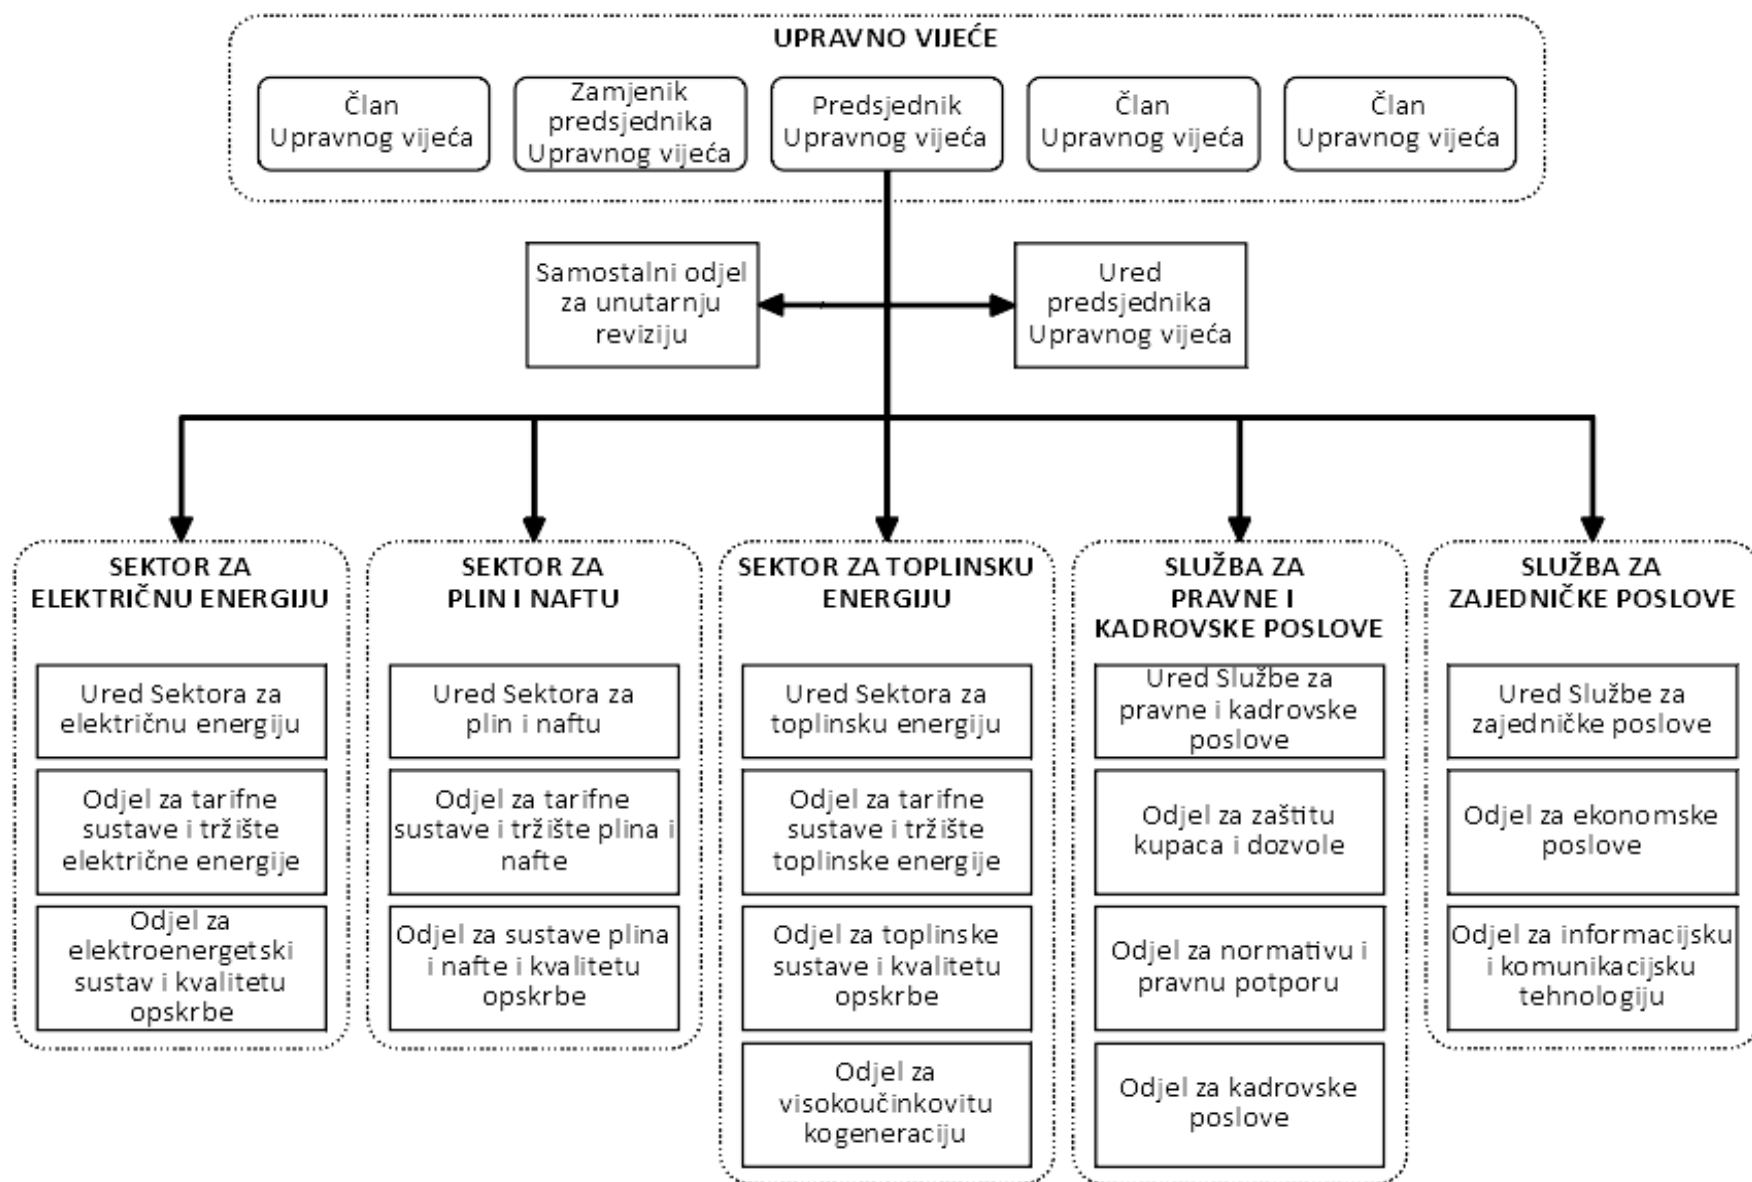 UPRAVNO VIJEĆE
Član
Upravnog vijeća
Zamjenik
predsjednika
Upravnog vijeća
Predsjednik
Upravnog vijeća
Član
Upravnog vijeća
Član
Upravnog vijeća
Samostalni odjel
za unutarnju
reviziju
Ured
predsjednika
Upravnog vijeća
SEKTOR ZA
ELEKTRIČNU ENERGIJU
Ured Sektora za
električnu energiju
Odjel za tarifne
sustave i tržište
električne energije
Odjel za
elektroenergetski
sustav i kvalitetu
opskrbe
SEKTOR ZA
PLIN I NAFTU
Ured Sektora za
plin i naftu
Odjel za tarifne
sustave i tržište plina i
nafte
Odjel za sustave plina
i nafte i kvalitetu
opskrbe
SEKTOR ZA TOPLINSKU
ENERGIJU
Ured Sektora za
toplinsku energiju
Odjel za tarifne
sustave i tržište
toplinske energije
Odjel za toplinske
sustave i kvalitetu
opskrbe
Odjel za
visokoučinkovitu
kogeneraciju
SLUŽBA ZA
PRAVNE I
KADROVSKE POSLOVE
Ured Službe za
pravne i kadrovske
poslove
Odjel za zaštitu
kupaca i dozvole
Odjel za normativu i
pravnu potporu
Odjel za kadrovske
poslove
SLUŽBA ZA
ZAJEDNIČKE POSLOVE
Ured Službe za
zajedničke poslove
Odjel za ekonomske
poslove
Odjel za informacijsku
i komunikacijsku
tehnologiju